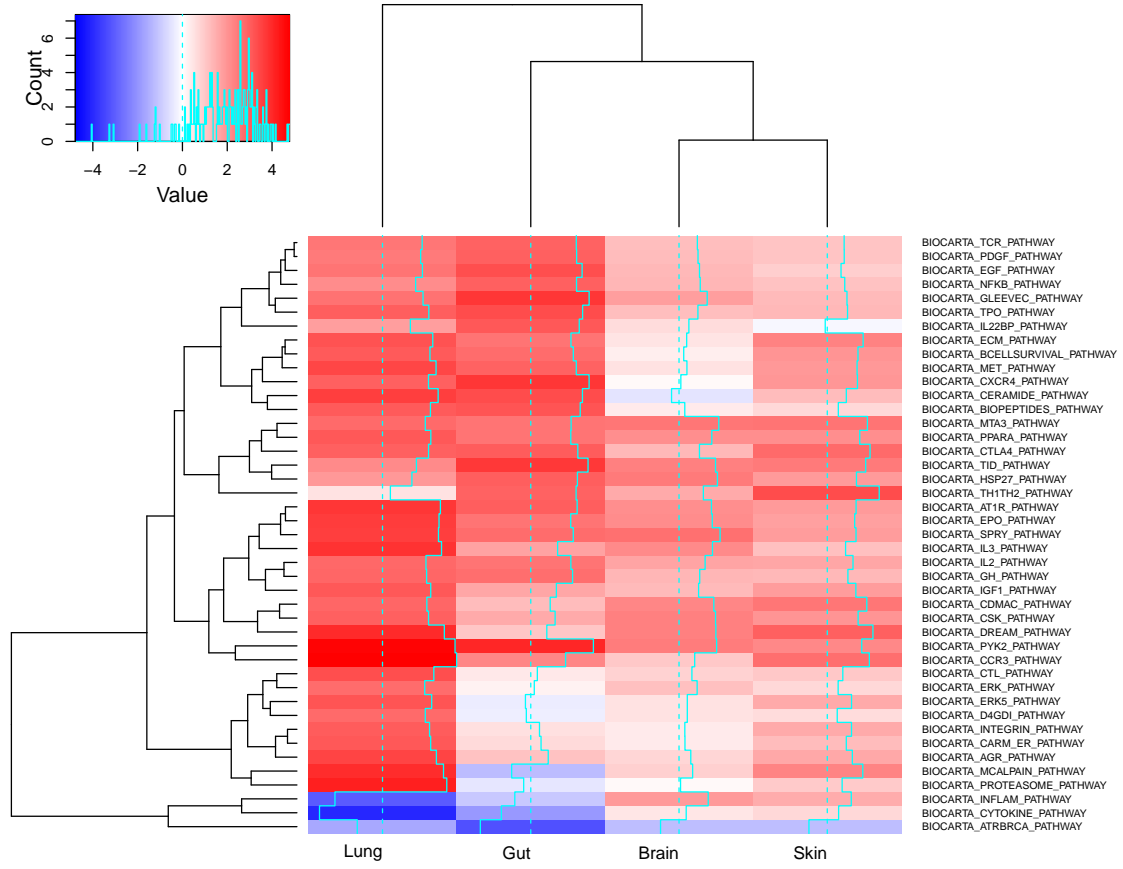 Count
0 2 4 6
−4 −2 0 2 4
Value
BIOCARTA_TCR_PATHWAY
BIOCARTA_PDGF_PATHWAY
BIOCARTA_EGF_PATHWAY
BIOCARTA_NFKB_PATHWAY
BIOCARTA_GLEEVEC_PATHWAY
BIOCARTA_TPO_PATHWAY
BIOCARTA_IL22BP_PATHWAY
BIOCARTA_ECM_PATHWAY
BIOCARTA_BCELLSURVIVAL_PATHWAY
BIOCARTA_MET_PATHWAY
BIOCARTA_CXCR4_PATHWAY
BIOCARTA_CERAMIDE_PATHWAY
BIOCARTA_BIOPEPTIDES_PATHWAY
BIOCARTA_MTA3_PATHWAY
BIOCARTA_PPARA_PATHWAY
BIOCARTA_CTLA4_PATHWAY
BIOCARTA_TID_PATHWAY
BIOCARTA_HSP27_PATHWAY
BIOCARTA_TH1TH2_PATHWAY
BIOCARTA_AT1R_PATHWAY
BIOCARTA_EPO_PATHWAY
BIOCARTA_SPRY_PATHWAY
BIOCARTA_IL3_PATHWAY
BIOCARTA_IL2_PATHWAY
BIOCARTA_GH_PATHWAY
BIOCARTA_IGF1_PATHWAY
BIOCARTA_CDMAC_PATHWAY
BIOCARTA_CSK_PATHWAY
BIOCARTA_DREAM_PATHWAY
BIOCARTA_PYK2_PATHWAY
BIOCARTA_CCR3_PATHWAY
BIOCARTA_CTL_PATHWAY
BIOCARTA_ERK_PATHWAY
BIOCARTA_ERK5_PATHWAY
BIOCARTA_D4GDI_PATHWAY
BIOCARTA_INTEGRIN_PATHWAY
BIOCARTA_CARM_ER_PATHWAY
BIOCARTA_AGR_PATHWAY
BIOCARTA_MCALPAIN_PATHWAY
BIOCARTA_PROTEASOME_PATHWAY
BIOCARTA_INFLAM_PATHWAY
BIOCARTA_CYTOKINE_PATHWAY
BIOCARTA_ATRBRCA_PATHWAY
Lung Gut Brain Skin